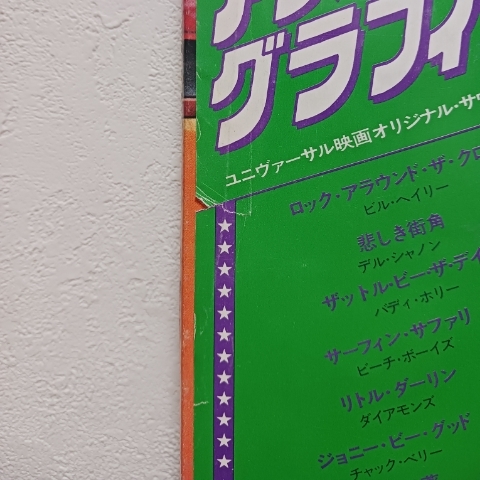 グラフィ
ユニヴァーサル映画オリジナル・サウ
ロック・アラウンド・ザ・クロ
ビル・ヘイリー
悲しき街角
デル・シャノン
ザットル・ビー・ザ・デイ
バディ・ホリー
サーフィン・サファリ
ビーチ・ボーイズ
リトル・ダーリン
ダイアモンズ
ジョニー・ビー・グッド
チャック・ベリー